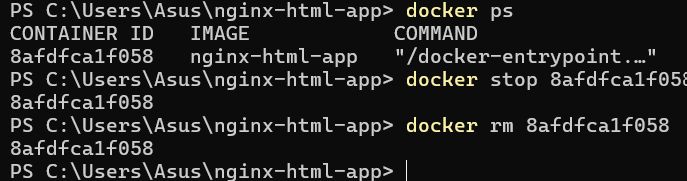 PS C:\Users\Asus\nginx-html-app> docker ps
CONTAINER ID   IMAGE            COMMAND
8afdfca1f058   nginx-html-app   "/docker-entrypoint.…"
PS C:\Users\Asus\nginx-html-app> docker stop 8afdfca1f058
8afdfca1f058
PS C:\Users\Asus\nginx-html-app> docker rm 8afdfca1f058
8afdfca1f058
PS C:\Users\Asus\nginx-html-app>